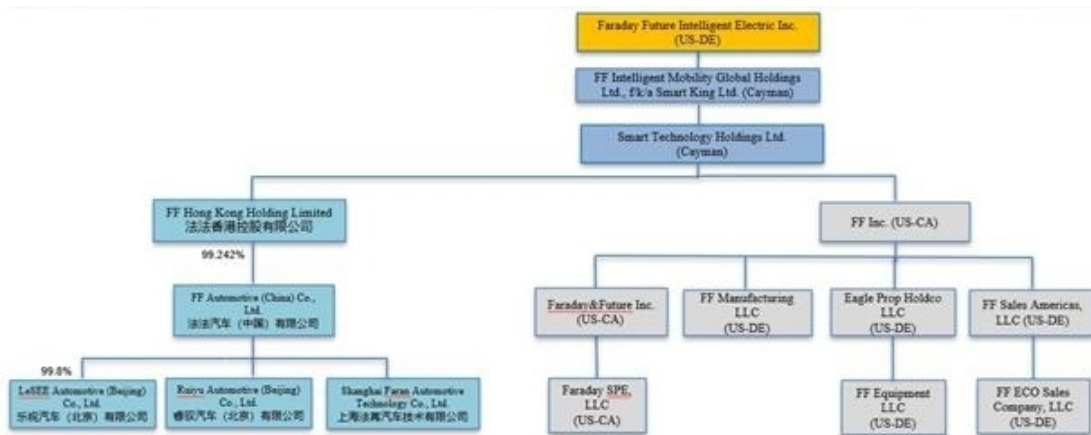 Faraday Future Intelligent Electric Inc.
(US-DE)
FF Intelligent Mobility Global Holdings
Ltd., f/k/a Smart King Ltd. (Cayman)
Smart Technology Holdings Ltd.
(Cayman)
FF Hong Kong Holding Limited
法法香港控股有限公司
FF Inc. (US-CA)
99.242%
FF Automotive (China) Co.,
Ltd.
法法汽车（中国）有限公司
Faraday&Future Inc.
(US-CA)
FF Manufacturing
LLC
(US-DE)
Eagle Prop Holdco
LLC
(US-DE)
FF Sales Americas,
LLC (US-DE)
99.8%
LeSEE Automotive (Beijing)
Co., Ltd.
乐视汽车（北京）有限公司
Ruiyu Automotive (Beijing)
Co., Ltd.
睿驭汽车（北京）有限公司
Shanghai Faran Automotive
Technology Co., Ltd.
上海法冉汽车技术有限公司
Faraday SPE,
LLC
(US-CA)
FF Equipment
LLC
(US-DE)
FF ECO Sales
Company, LLC
(US-DE)